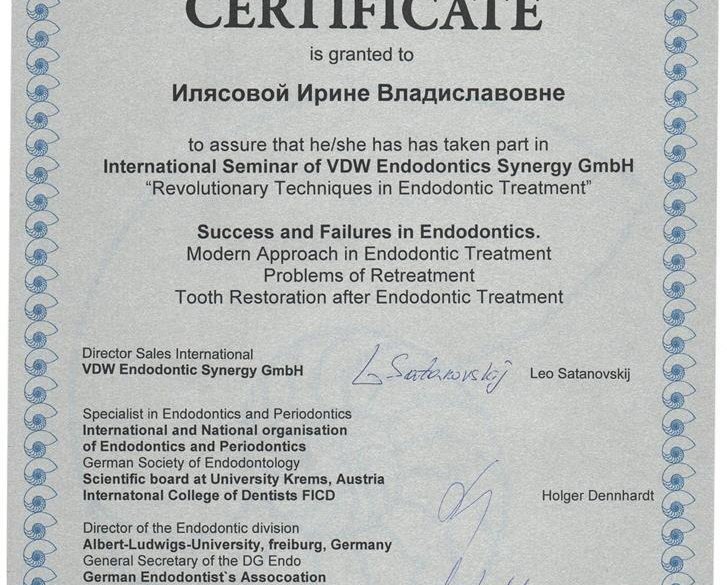 CERTIFICATE
is granted to
Илясовой Ирине Владиславовне
to assure that he/she has has taken part in
International Seminar of VDW Endodontics Synergy GmbH
“Revolutionary Techniques in Endodontic Treatment”
Success and Failures in Endodontics.
Modern Approach in Endodontic Treatment
Problems of Retreatment
Tooth Restoration after Endodontic Treatment
Director Sales International
VDW Endodontic Synergy GmbH
L Satanovskij
Leo Satanovskij
Specialist in Endodontics and Periodontics
International and National organisation
of Endodontics and Periodontics
German Society of Endodontology
Scientific board at University Krems, Austria
Internatonal College of Dentists FICD
Holger Dennhardt
Director of the Endodontic division
Albert-Ludwigs-University, freiburg, Germany
General Secretary of the DG Endo
German Endodontist`s Assocoation